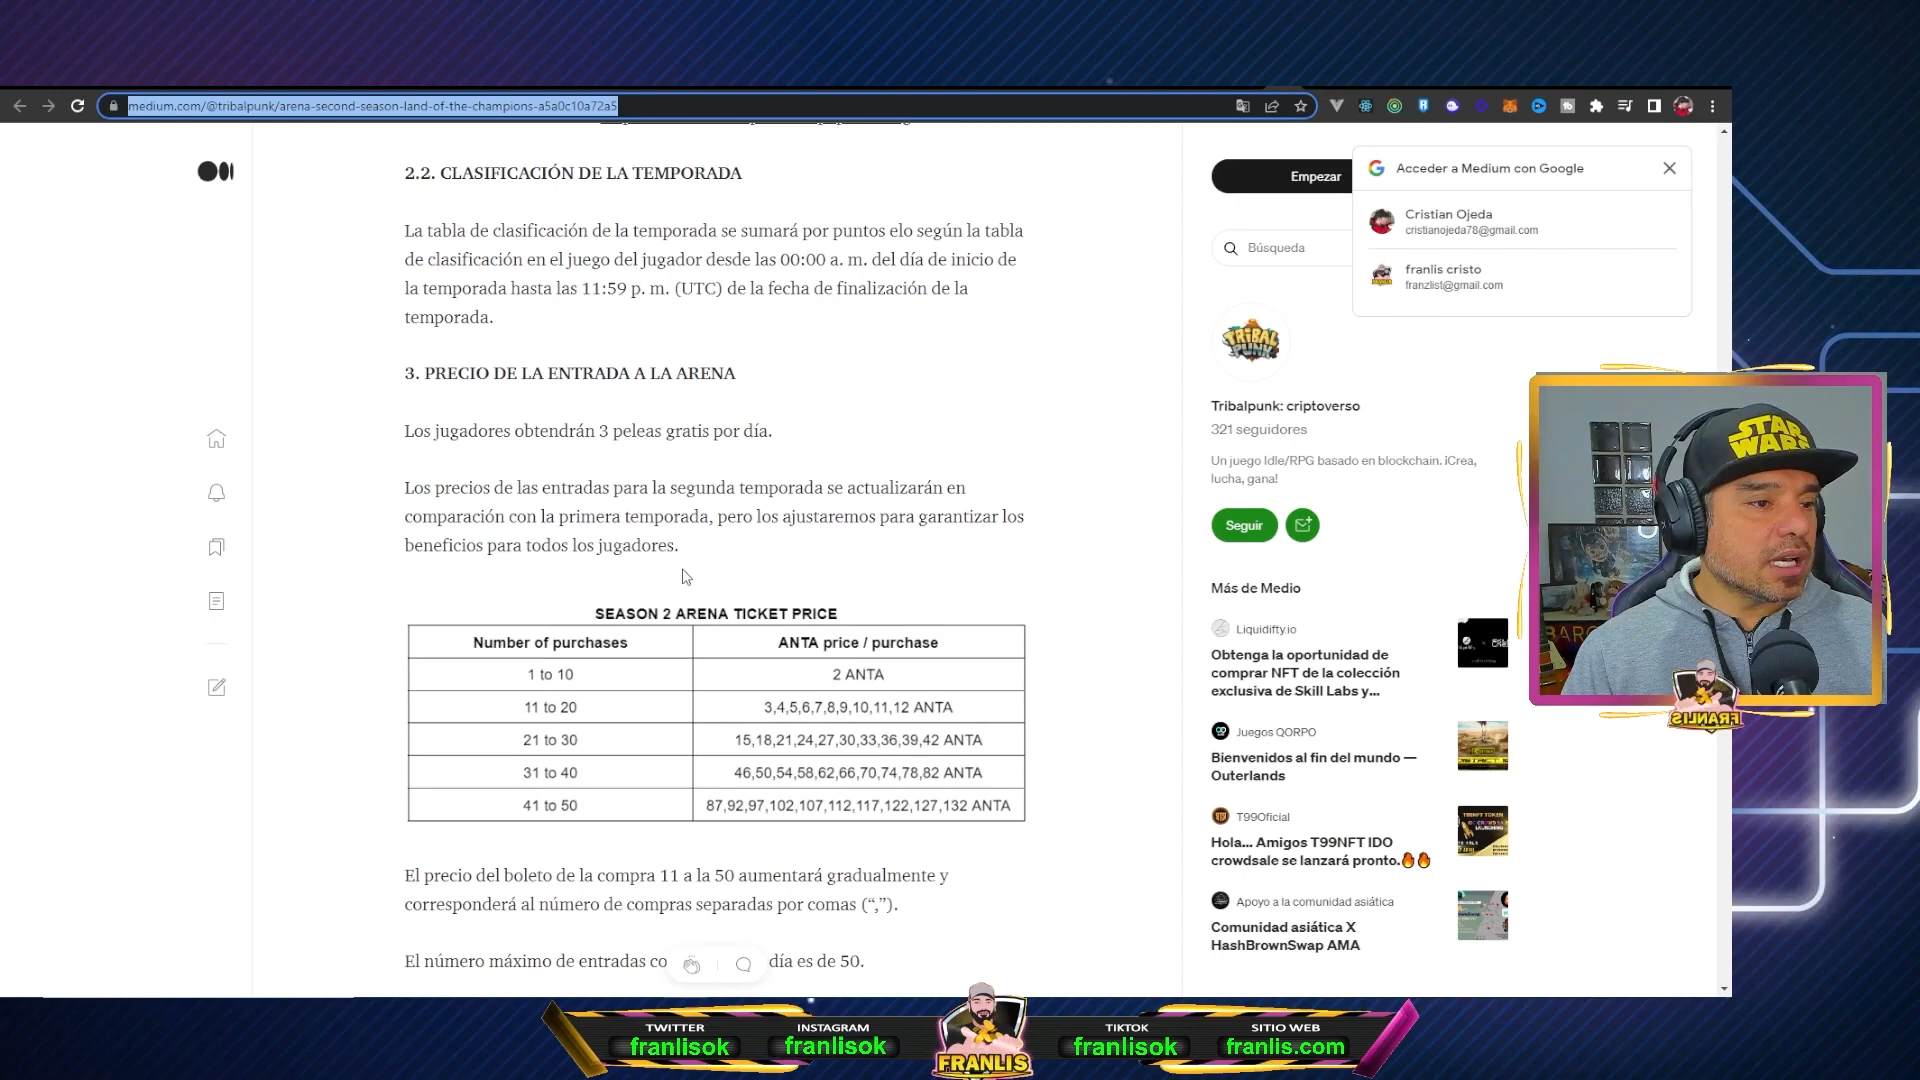 medium.com/@tribalpunk/arena-second-season-land-of-the-champions-a5a0c10a72a5
2.2. CLASIFICACIÓN DE LA TEMPORADA
La tabla de clasificación de la temporada se sumará por puntos elo según la tabla
de clasificación en el juego del jugador desde las 00:00 a. m. del día de inicio de
la temporada hasta las 11:59 p. m. (UTC) de la fecha de finalización de la
temporada.
3. PRECIO DE LA ENTRADA A LA ARENA
Los jugadores obtendrán 3 peleas gratis por día.
Los precios de las entradas para la segunda temporada se actualizarán en
comparación con la primera temporada, pero los ajustaremos para garantizar los
beneficios para todos los jugadores.
SEASON 2 ARENA TICKET PRICE
Number of purchases ANTA price / purchase
1 to 10 2 ANTA
11 to 20 3,4,5,6,7,8,9,10,11,12 ANTA
21 to 30 15,18,21,24,27,30,33,36,39,42 ANTA
31 to 40 46,50,54,58,62,66,70,74,78,82 ANTA
41 to 50 87,92,97,102,107,112,117,122,127,132 ANTA
El precio del boleto de la compra 11 a la 50 aumentará gradualmente y
corresponderá al número de compras separadas por comas (“,”).
El número máximo de entradas co día es de 50.
Empezar
Acceder a Medium con Google
Cristian Ojeda
cristianojeda78@gmail.com
franlis cristo
franzlist@gmail.com
Búsqueda
TRIBAL
PUNK
Tribalpunk: criptoverso
321 seguidores
Un juego Idle/RPG basado en blockchain. ¡Crea,
lucha, gana!
Seguir
Más de Medio
Liquidifty.io
Obtenga la oportunidad de
comprar NFT de la colección
exclusiva de Skill Labs y...
Juegos QORPO
Bienvenidos al fin del mundo —
Outerlands
T99Oficial
Hola... Amigos T99NFT IDO
crowdsale se lanzará pronto.🔥🔥
Apoyo a la comunidad asiática
Comunidad asiática X
HashBrownSwap AMA
STAR
WARS
FRANLIS
TWITTER
franlisok
INSTAGRAM
franlisok
FRANLIS
TIKTOK
franlisok
SITIO WEB
franlis.com